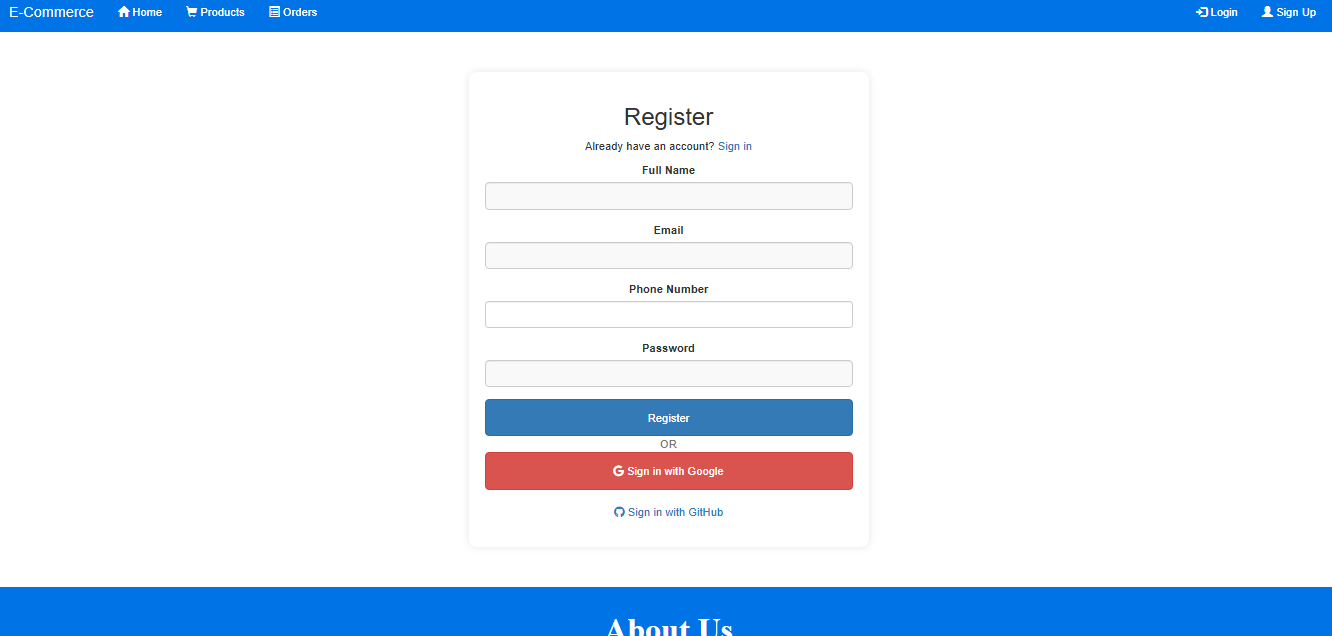 E-Commerce Home Products Orders Login Sign Up
Register
Already have an account? Sign in
Full Name
Email
Phone Number
Password
Register
OR
Sign in with Google
Sign in with GitHub
About Us